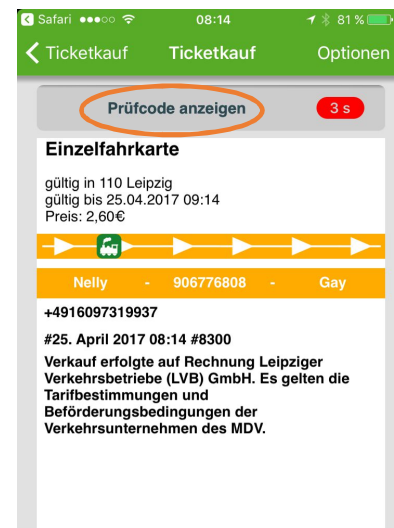 Safari 08:14 81 %
Ticketkauf Ticketkauf Optionen
Prüfcode anzeigen 3 s
Einzelfahrkarte
gültig in 110 Leipzig
gültig bis 25.04.2017 09:14
Preis: 2,60€
Nelly - 906776808 - Gay
+4916097319937
#25. April 2017 08:14 #8300
Verkauf erfolgte auf Rechnung Leipziger
Verkehrsbetriebe (LVB) GmbH. Es gelten die
Tarifbestimmungen und
Beförderungsbedingungen der
Verkehrsunternehmen des MDV.